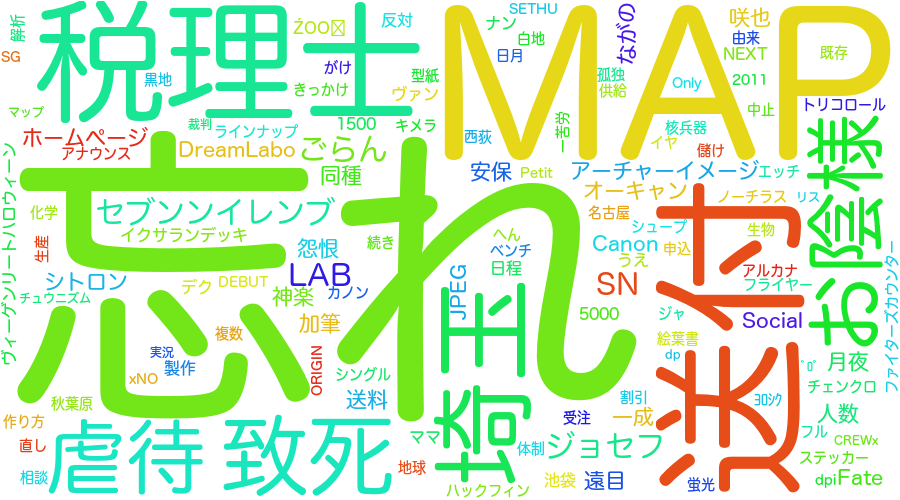 税理士
MAP
忘れ
送付
お陰様
埼玉
虐待
致死
ŹOO
反対
SETHU
ナン
ながの
咲也
由来
既存
解析
SG
黒地
がけ
型紙
白地
日月
NEXT
2011
孤独
供給
Only
トリコロール
マップ
きっかけ
ヴァン
裁判
ラインナップ
1500
キメラ
ホームページ
アナウンス
DreamLabo
ごらん
西荻
一苦労
核兵器
中止
イヤ
儲け
安保
Petit
アーチャーイメージ
エッチ
同種
オーキャン
ノーチラス
リス
ヴィーゲンリートハロウィーン
化学
セブンンイレンブ
イクサランデッキ
名古屋
シュープ
生物
生産
怨恨
続き
へん
ベンチ
Canon
うえ
申込
シトロン
デク
DEBUT
LAB
日程
SN
アルカナ
フライヤー
ファイターズカウンター
チュウニズム
神楽
カノン
JPEG
ジャ
5000
Social
加筆
複数
ORIGIN
絵葉書
dp
実況
製作
xNO
シングル
月夜
チェンクロ
秋葉原
送料
割引
ﾖﾛｼｸ
作り方
受注
一成
人数
直し
ママ
体制
ジョセフ
フル
CREWx
相談
地球
池袋
遠目
ステッカー
ハックフィン
蛍光
dpi
Fate